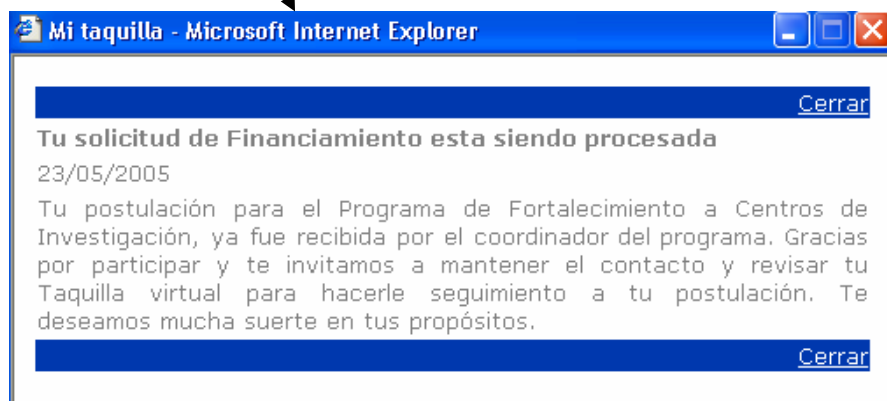 Mi taquilla - Microsoft Internet Explorer
Cerrar
Tu solicitud de Financiamiento esta siendo procesada
23/05/2005
Tu postulación para el Programa de Fortalecimiento a Centros de
Investigación, ya fue recibida por el coordinador del programa. Gracias
por participar y te invitamos a mantener el contacto y revisar tu
Taquilla virtual para hacerle seguimiento a tu postulación. Te
deseamos mucha suerte en tus propósitos.
Cerrar